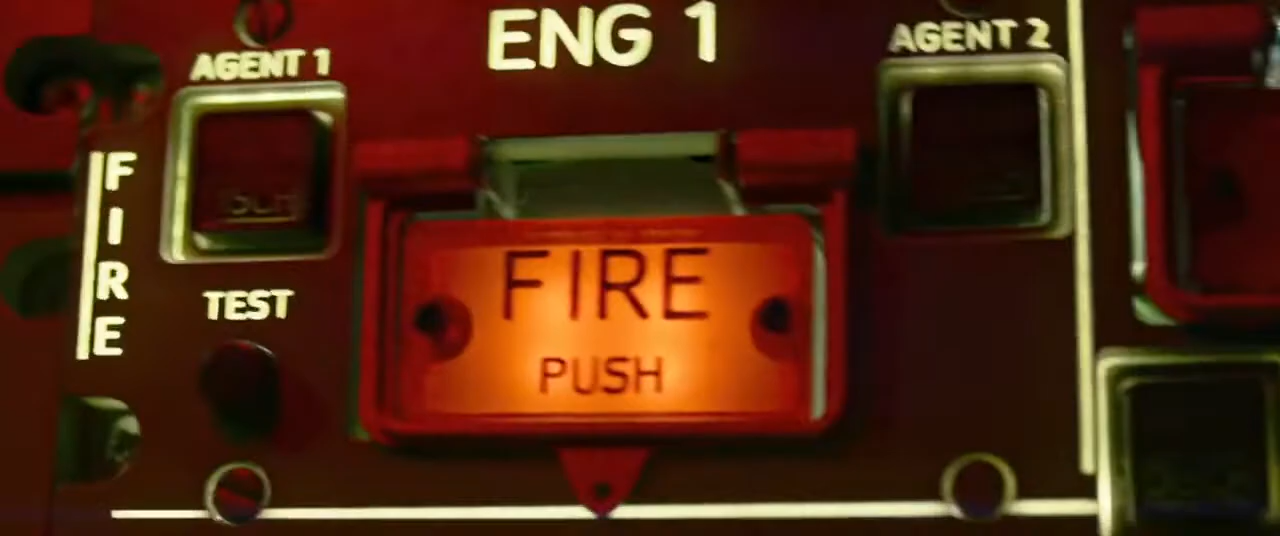 ENG 1
AGENT 1
AGENT 2
FIRE
FIRE
PUSH
TEST